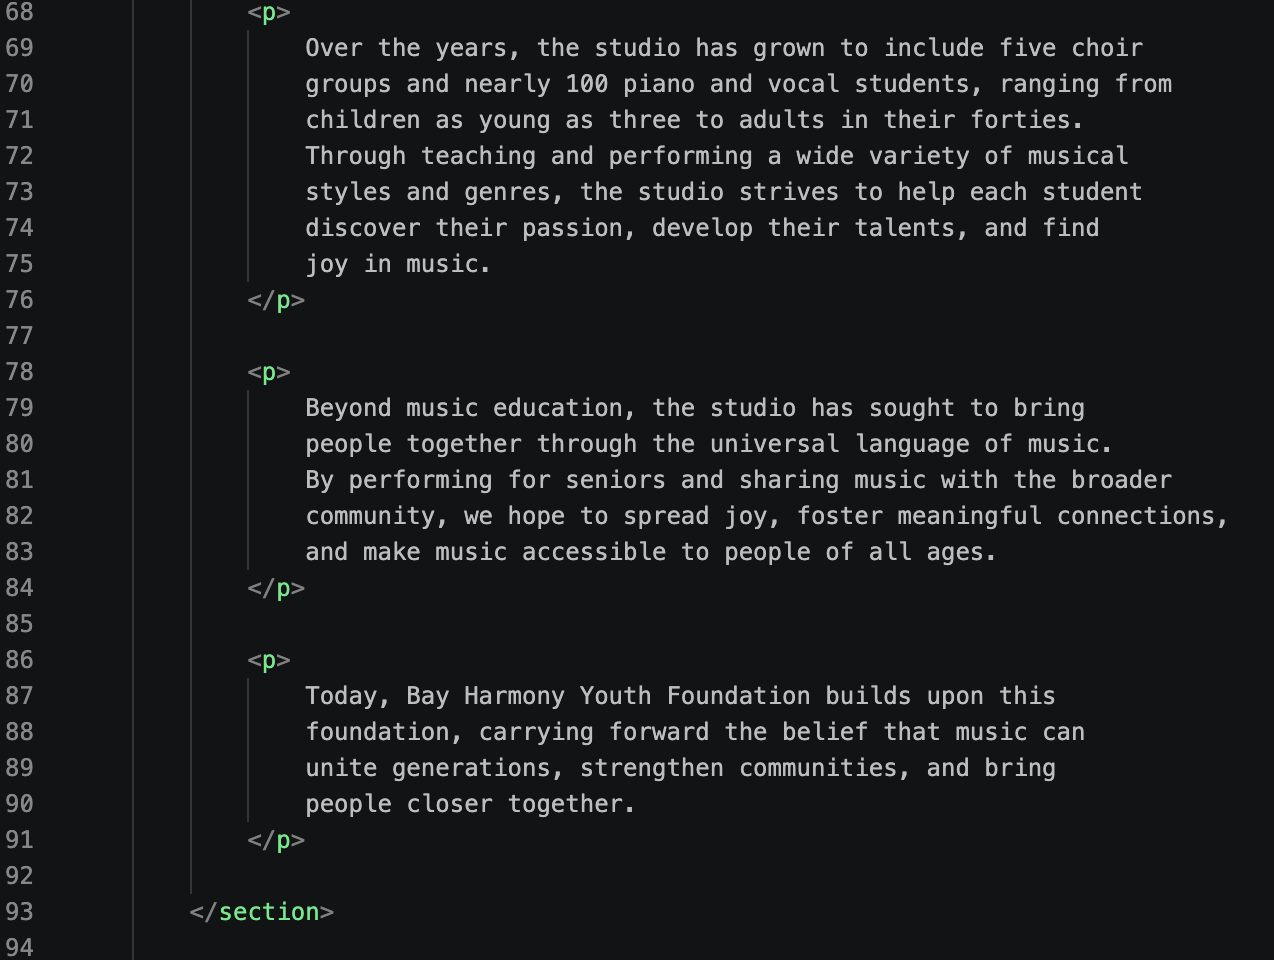 68 <p>
69 Over the years, the studio has grown to include five choir
70 groups and nearly 100 piano and vocal students, ranging from
71 children as young as three to adults in their forties.
72 Through teaching and performing a wide variety of musical
73 styles and genres, the studio strives to help each student
74 discover their passion, develop their talents, and find
75 joy in music.
76 </p>
77
78 <p>
79 Beyond music education, the studio has sought to bring
80 people together through the universal language of music.
81 By performing for seniors and sharing music with the broader
82 community, we hope to spread joy, foster meaningful connections,
83 and make music accessible to people of all ages.
84 </p>
85
86 <p>
87 Today, Bay Harmony Youth Foundation builds upon this
88 foundation, carrying forward the belief that music can
89 unite generations, strengthen communities, and bring
90 people closer together.
91 </p>
92
93 </section>
94